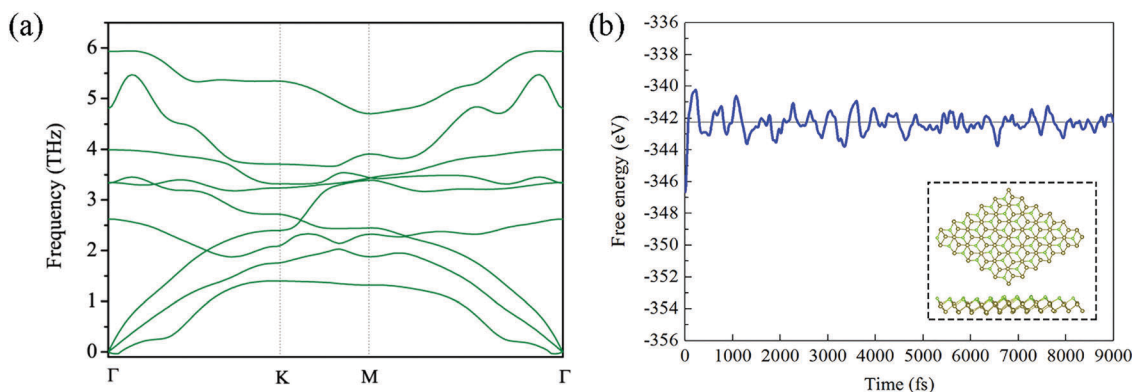 (a)
Frequency (THz)
6
5
4
3
2
1
0
Γ
K
M
Γ
(b)
Free energy (eV)
-336
-338
-340
-342
-344
-346
-348
-350
-352
-354
-356
0 1000 2000 3000 4000 5000 6000 7000 8000 9000
Time (fs)